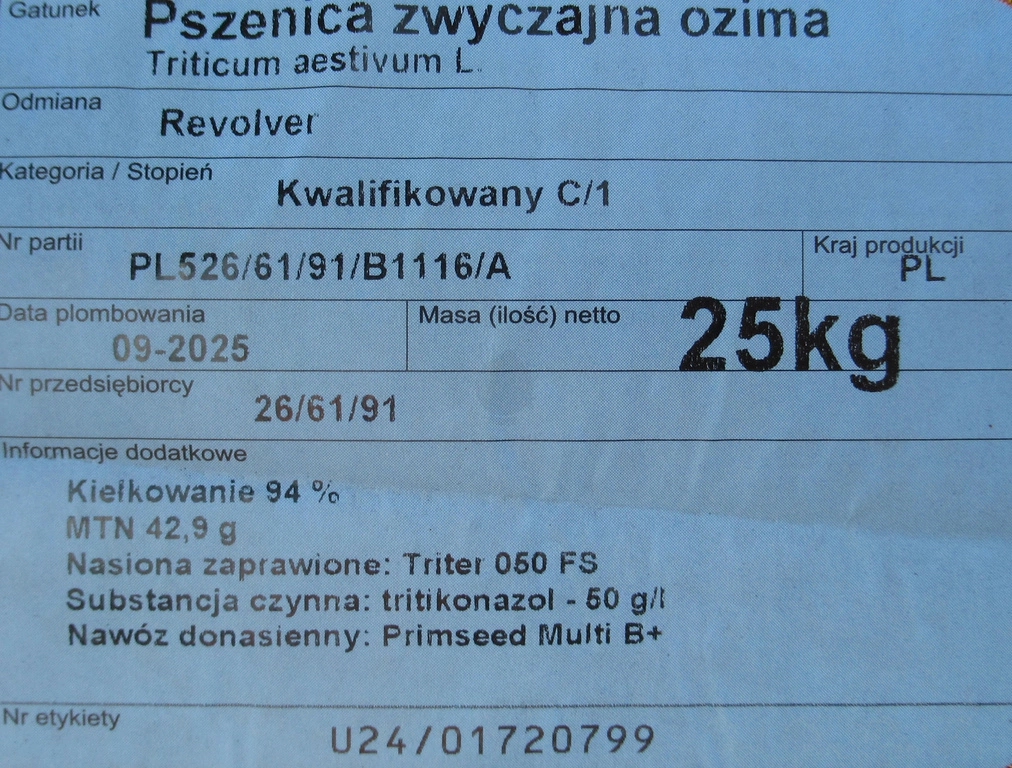 Gatunek
Pszenica zwyczajna ozima
Triticum aestivum L.
Odmiana
Revolver
Kategoria / Stopień
Kwalifikowany C/1
Nr partii
PL526/61/91/B1116/A
Kraj produkcji
PL
Data plombowania
09-2025
Masa (ilość) netto
25kg
Nr przedsiębiorcy
26/61/91
Informacje dodatkowe
Kiełkowanie 94 %
MTN 42,9 g
Nasiona zaprawione: Triter 050 FS
Substancja czynna: tritikonazol - 50 g/l
Nawóz donasienny: Primseed Multi B+
Nr etykiety
U24/01720799